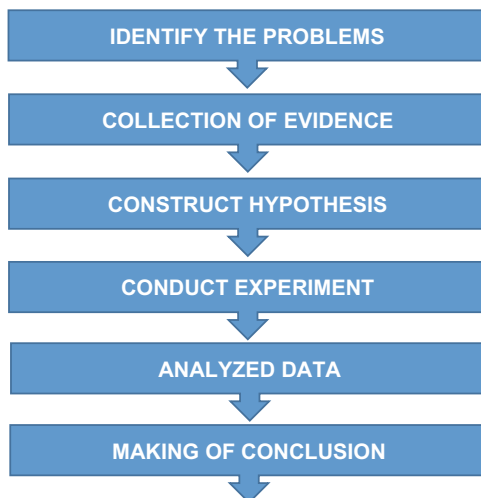 IDENTIFY THE PROBLEMS
COLLECTION OF EVIDENCE
CONSTRUCT HYPOTHESIS
CONDUCT EXPERIMENT
ANALYZED DATA
MAKING OF CONCLUSION